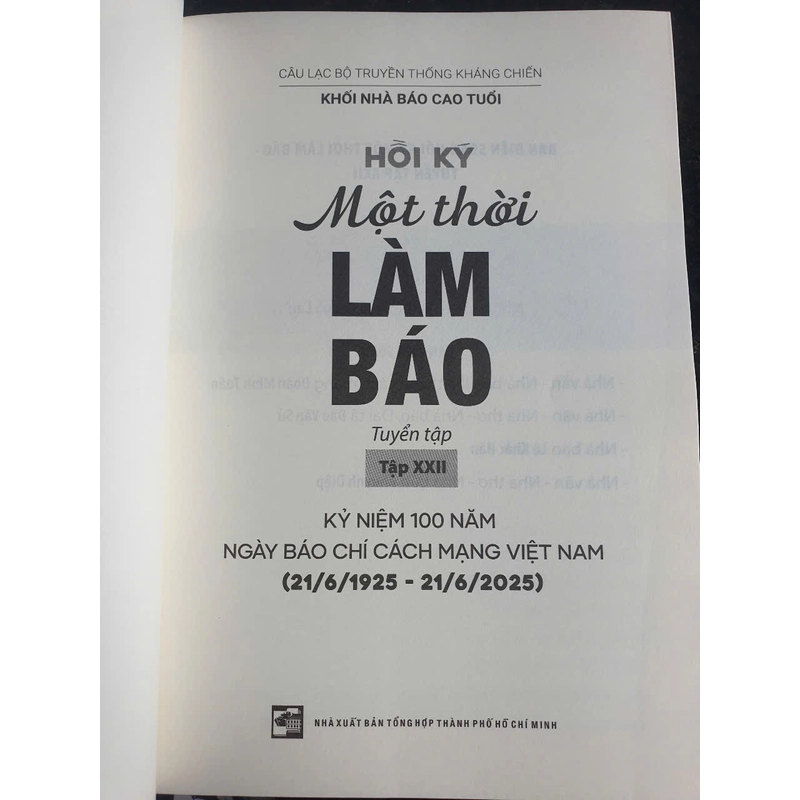 CÂU LẠC BỘ TRUYỀN THỐNG KHÁNG CHIẾN
KHỐI NHÀ BÁO CAO TUỔI
HỒI KÝ
Một thời
LÀM
BÁO
Tuyển tập
Tập XXII
KỶ NIỆM 100 NĂM
NGÀY BÁO CHÍ CÁCH MẠNG VIỆT NAM
(21/6/1925 - 21/6/2025)
NHÀ XUẤT BẢN TỔNG HỢP THÀNH PHỐ HỒ CHÍ MINH